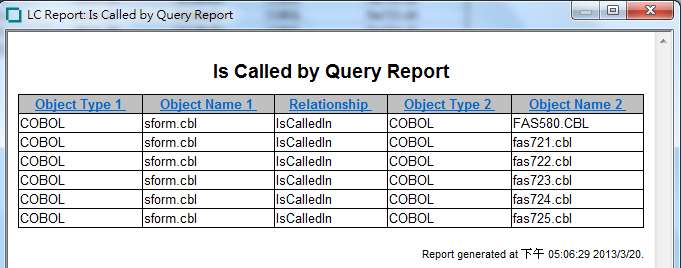 LC Report: Is Called by Query Report
Is Called by Query Report
Object Type 1 Object Name 1 Relationship Object Type 2 Object Name 2
COBOL sform.cbl IsCalledIn COBOL FAS580.CBL
COBOL sform.cbl IsCalledIn COBOL fas721.cbl
COBOL sform.cbl IsCalledIn COBOL fas722.cbl
COBOL sform.cbl IsCalledIn COBOL fas723.cbl
COBOL sform.cbl IsCalledIn COBOL fas724.cbl
COBOL sform.cbl IsCalledIn COBOL fas725.cbl
Report generated at 下午 05:06:29 2013/3/20.